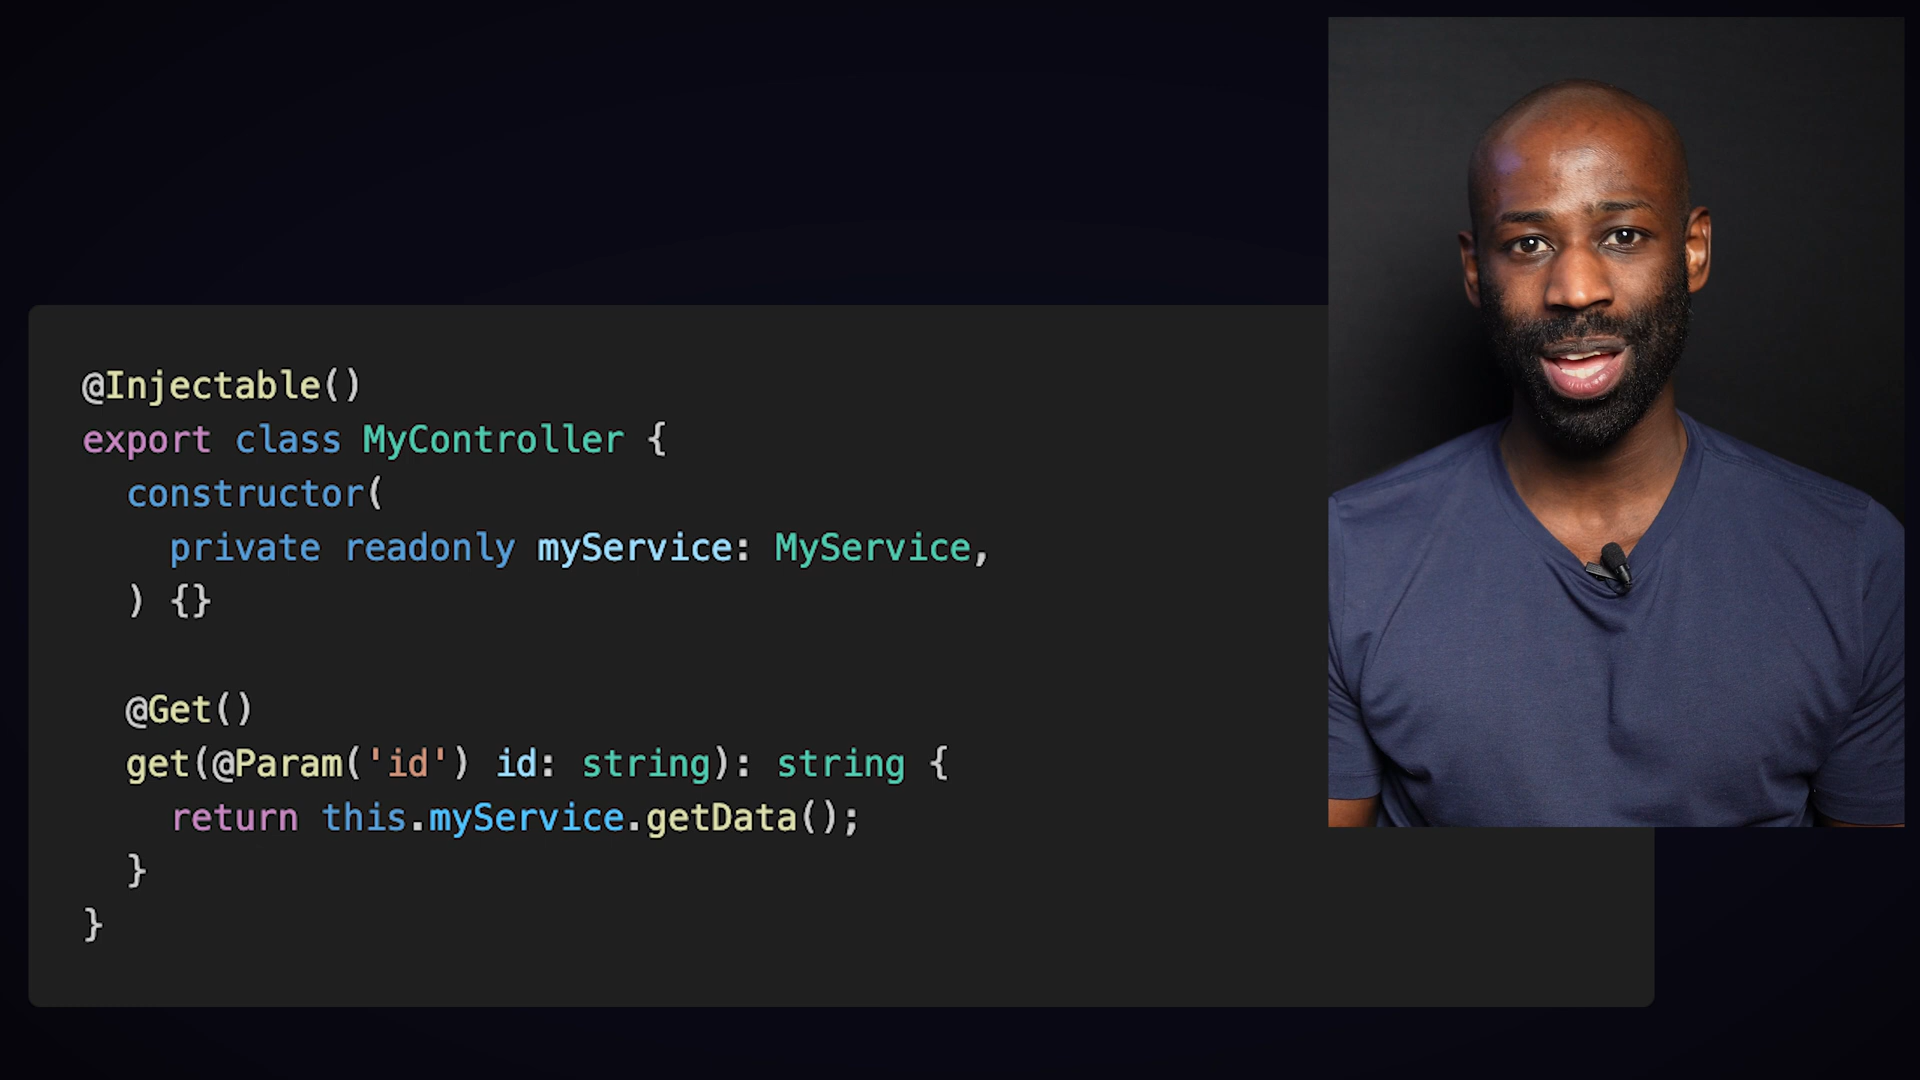 @Injectable()
export class MyController {
  constructor(
    private readonly myService: MyService,
  ) {}

  @Get()
  get(@Param('id') id: string): string {
    return this.myService.getData();
  }
}